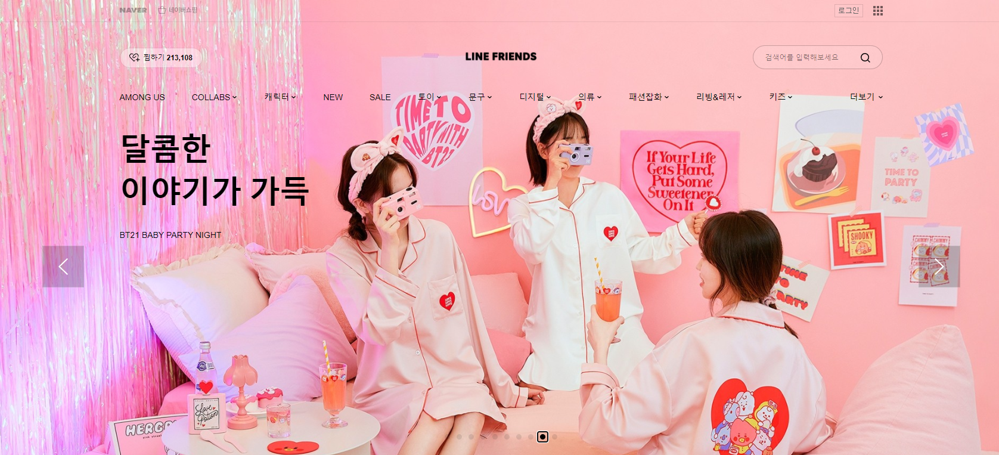 NAVER 네이버쇼핑 로그인
찜하기 213,108
LINE FRIENDS
검색어를 입력해보세요
AMONG US COLLABS 캐릭터 NEW SALE 토이 문구 디지털 의류 패션잡화 리빙&레저 키즈 더보기
달콤한
이야기가 가득
BT21 BABY PARTY NIGHT
TIME TO
PARTY WITH
BT21
If Your Life
Gets Hard,
Put Some
Sweetener
On It
TIME TO
PARTY
SHOOKY
CHIMMY CHIMMY
TIME
TO
PARTY
Love
Potion